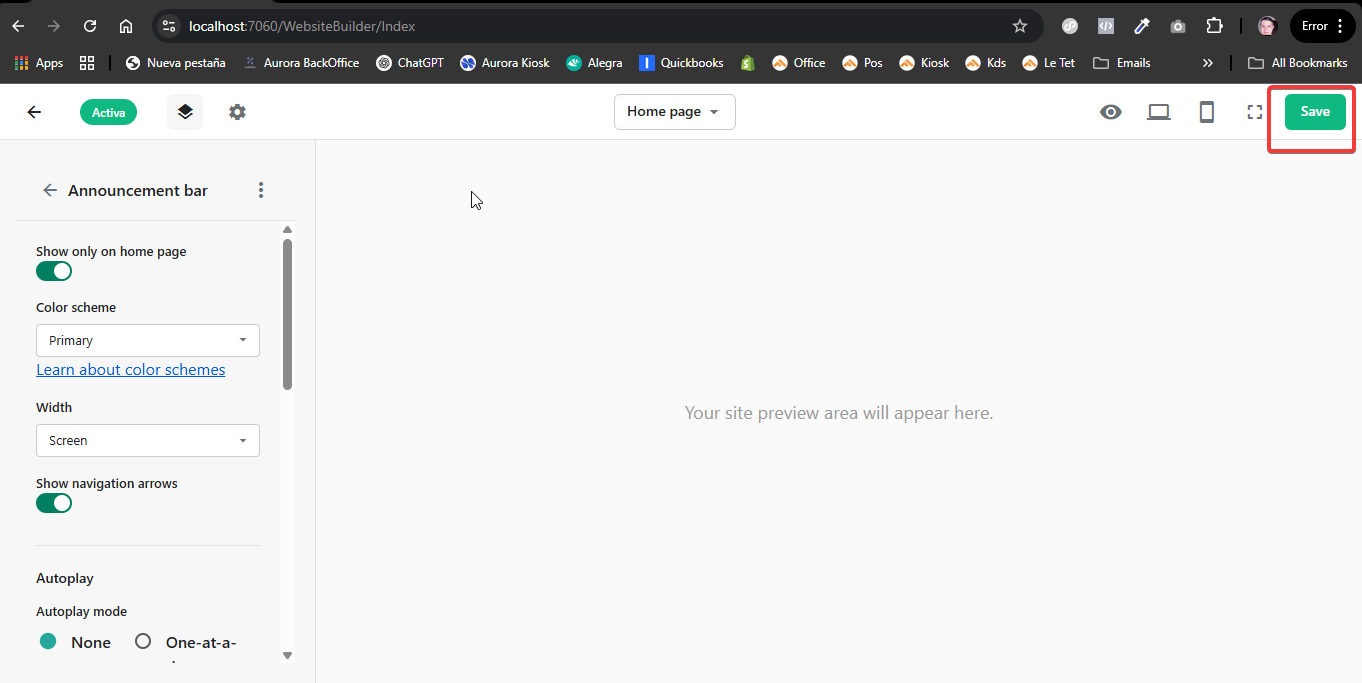 localhost:7060/WebsiteBuilder/Index
Error
Apps
Nueva pestaña
Aurora BackOffice
ChatGPT
Aurora Kiosk
Alegra
Quickbooks
Office
Pos
Kiosk
Kds
Le Tet
Emails
»
All Bookmarks
Activa
Home page
Save
Announcement bar
Show only on home page
Color scheme
Primary
Learn about color schemes
Width
Screen
Show navigation arrows
Autoplay
Autoplay mode
None
One-at-a-
Your site preview area will appear here.